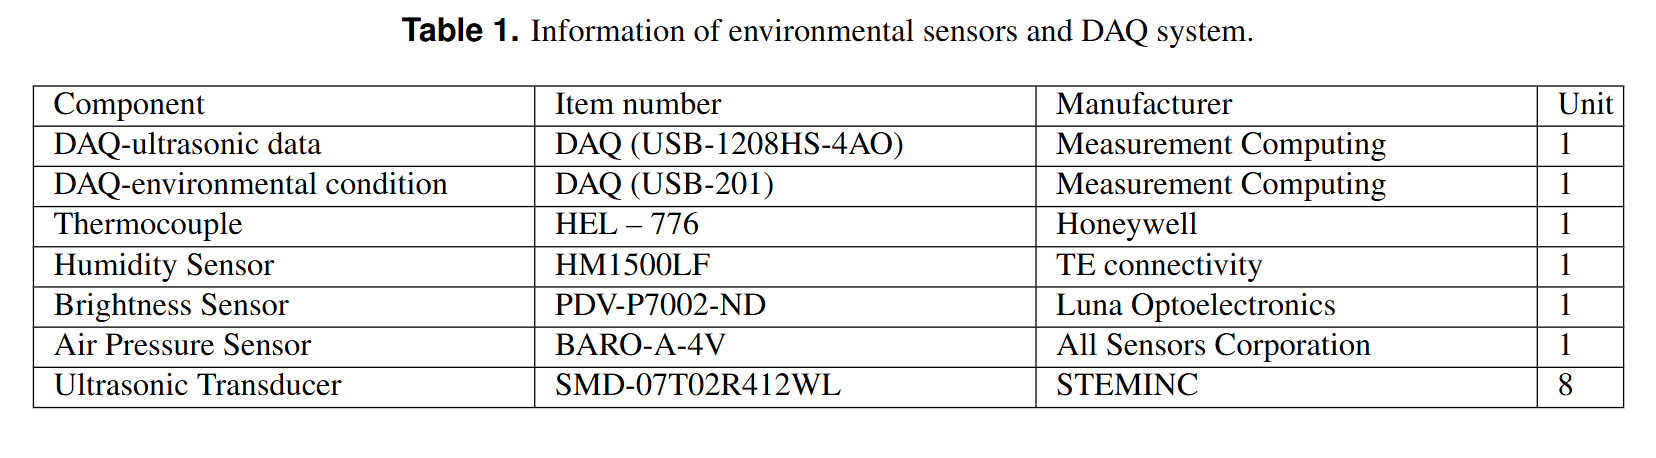 Table 1. Information of environmental sensors and DAQ system.
Component Item number Manufacturer Unit
DAQ-ultrasonic data DAQ (USB-1208HS-4AO) Measurement Computing 1
DAQ-environmental condition DAQ (USB-201) Measurement Computing 1
Thermocouple HEL – 776 Honeywell 1
Humidity Sensor HM1500LF TE connectivity 1
Brightness Sensor PDV-P7002-ND Luna Optoelectronics 1
Air Pressure Sensor BARO-A-4V All Sensors Corporation 1
Ultrasonic Transducer SMD-07T02R412WL STEMINC 8